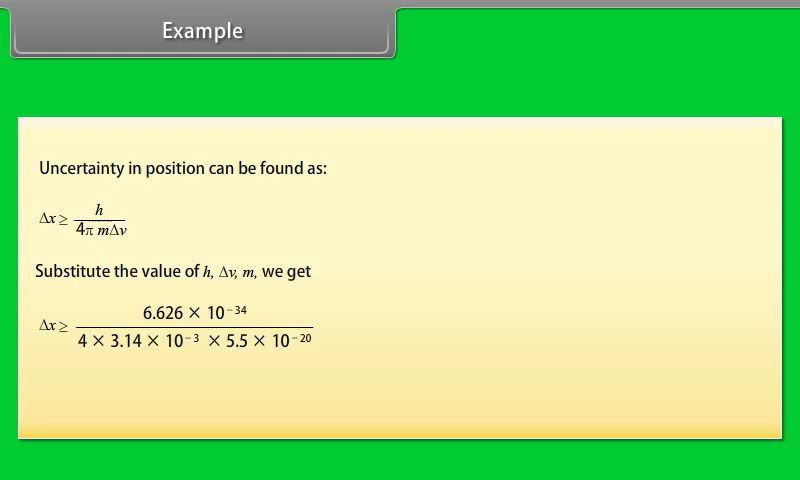 Example
Uncertainty in position can be found as:
Δx ≥ h / 4π mΔv
Substitute the value of h, Δv, m, we get
Δx ≥ 6.626 × 10⁻³⁴ / 4 × 3.14 × 10⁻³ × 5.5 × 10⁻²⁰